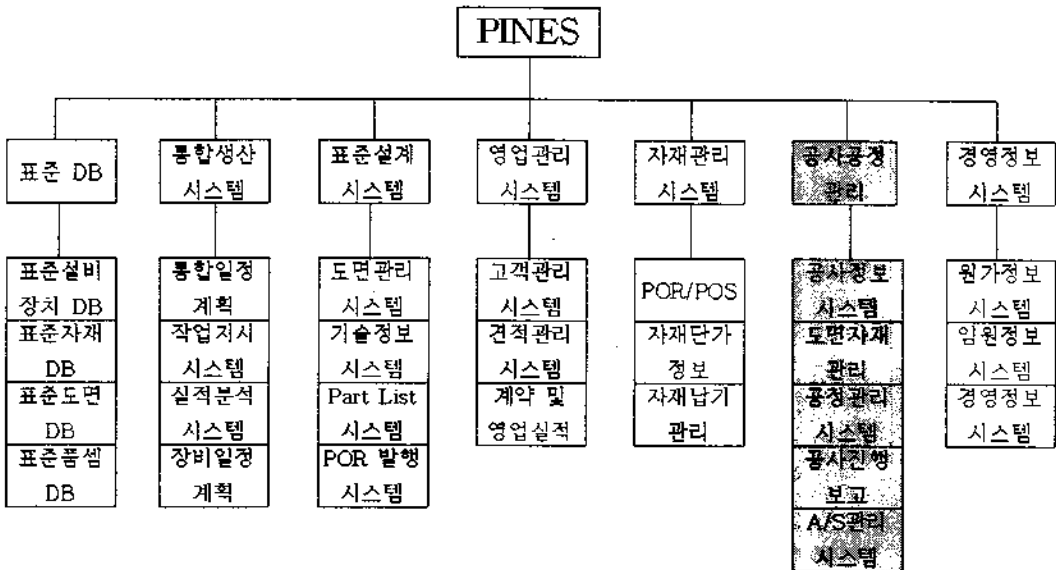 PINES
표준 DB
통합생산
시스템
표준설계
시스템
영업관리
시스템
자재관리
시스템
공사공정
관리
경영정보
시스템
표준설비
장치 DB
표준자재
DB
표준도면
DB
표준품셈
DB
통합일정
계획
작업지시
시스템
실적분석
시스템
장비일정
계획
도면관리
시스템
기술정보
시스템
Part List
시스템
POR 발행
시스템
고객관리
시스템
견적관리
시스템
계약 및
영업실적
POR/POS
자재단가
정보
자재납기
관리
공사정보
시스템
도면자재
관리
공정관리
시스템
공사진행
보고
A/S관리
시스템
원가정보
시스템
임원정보
시스템
경영정보
시스템